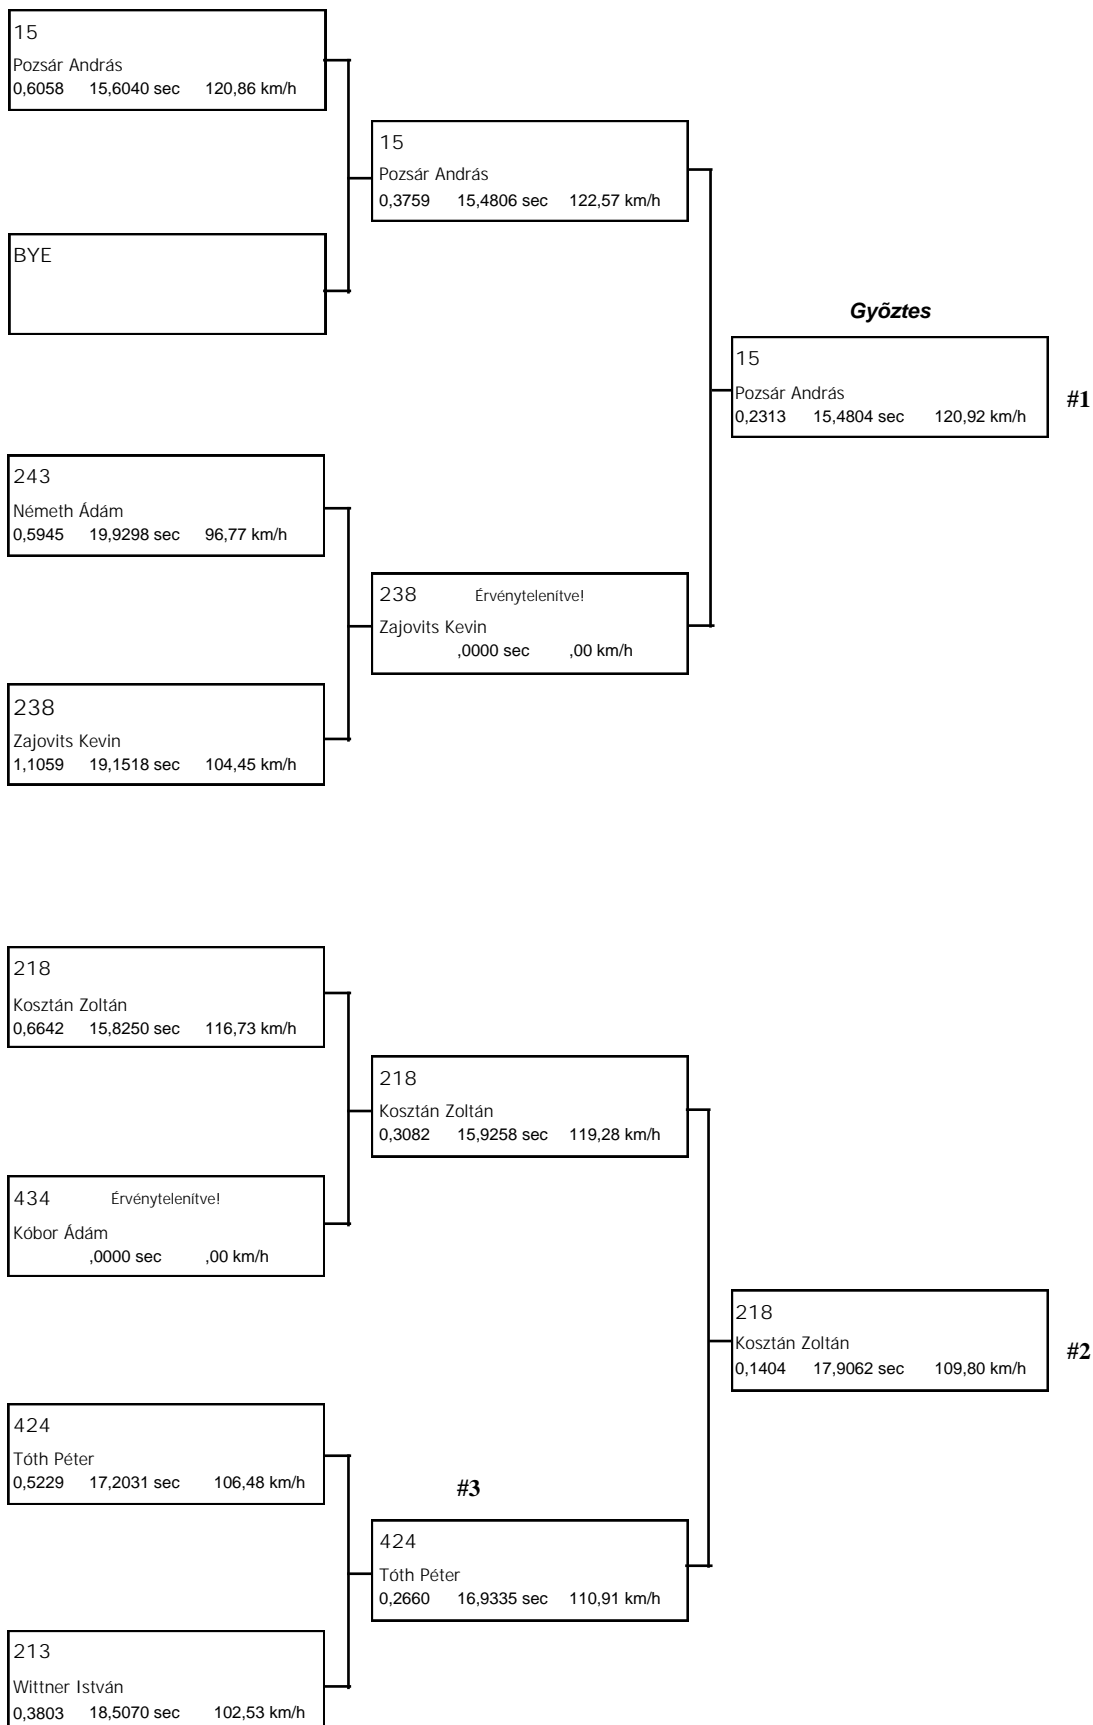 15
Pozsár András
0,6058 15,6040 sec 120,86 km/h
BYE
243
Németh Ádám
0,5945 19,9298 sec 96,77 km/h
238
Zajovits Kevin
1,1059 19,1518 sec 104,45 km/h
15
Pozsár András
0,3759 15,4806 sec 122,57 km/h
238 Érvénytelenítve!
Zajovits Kevin
,0000 sec ,00 km/h
Gyõztes
15
Pozsár András
0,2313 15,4804 sec 120,92 km/h
#1
218
Kosztán Zoltán
0,6642 15,8250 sec 116,73 km/h
434 Érvénytelenítve!
Kóbor Ádám
,0000 sec ,00 km/h
424
Tóth Péter
0,5229 17,2031 sec 106,48 km/h
213
Wittner István
0,3803 18,5070 sec 102,53 km/h
218
Kosztán Zoltán
0,3082 15,9258 sec 119,28 km/h
#3
424
Tóth Péter
0,2660 16,9335 sec 110,91 km/h
218
Kosztán Zoltán
0,1404 17,9062 sec 109,80 km/h
#2